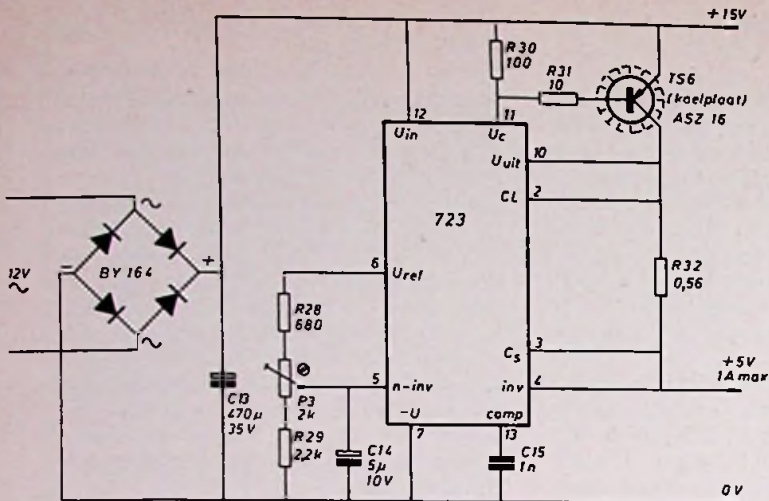 +15V
R30
100
R31
10
TS6
(koelplaat)
ASZ 16
12
11
Uin
Uc
Uuit
10
CL
2
723
BY 164
~
~
-
+
12V
~
6
Uref
R28
680
R32
0,56
P3
2k
5
n-inv
Cs
3
inv
4
+5V
1A max
C13
470µ
35V
-U
comp
7
13
R29
2,2k
C14
5µ
10V
C15
1n
0V